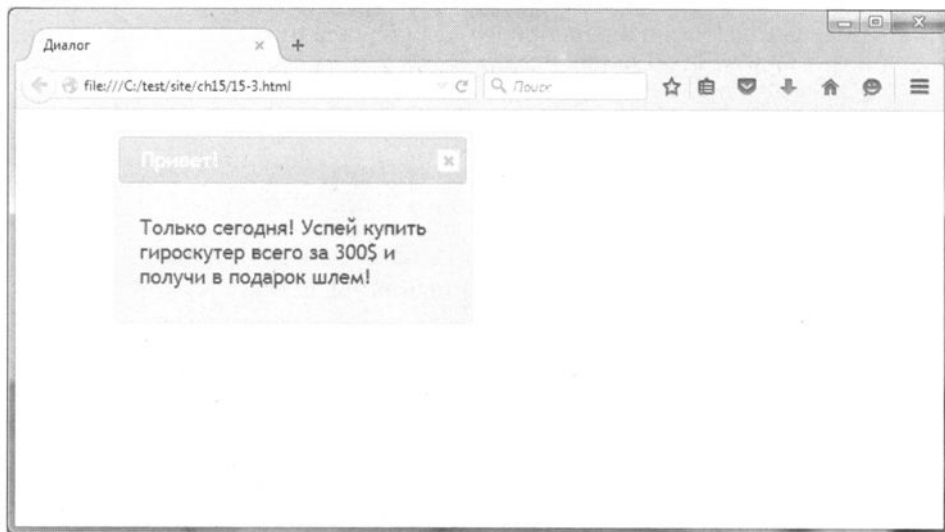 Диалог
file:///C:/test/site/ch15/15-3.html
Поиск
Привет!
Только сегодня! Успей купить
гироскутер всего за 300$ и
получи в подарок шлем!